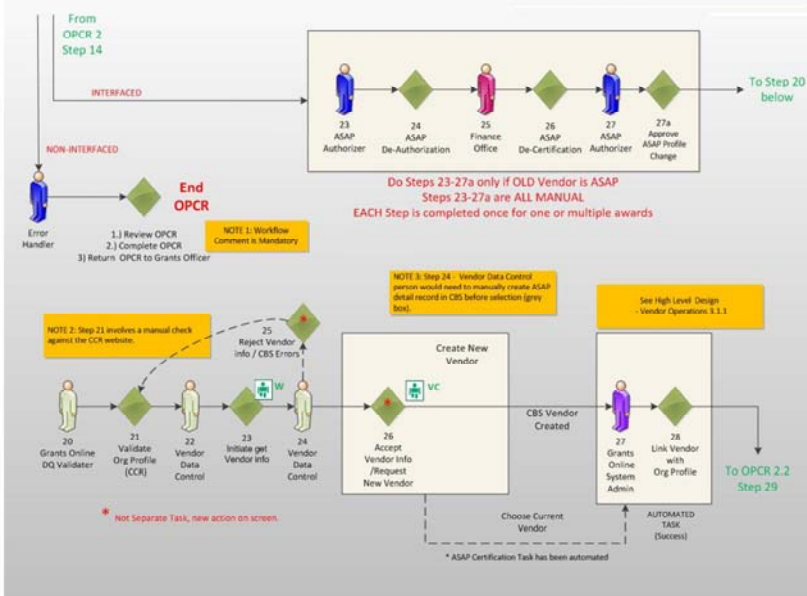 From
OPCR 2
Step 14
INTERFACED
NON-INTERFACED
23
ASAP
Authorizer
24
ASAP
De-Authorization
25
Finance
Office
26
ASAP
De-Certification
27
ASAP
Authorizer
27a
Approve
ASAP Profile
Change
To Step 20
below
Do Steps 23-27a only if OLD Vendor is ASAP
Steps 23-27a are ALL MANUAL
EACH Step is completed once for one or multiple awards
Error
Handler
End
OPCR
1.) Review OPCR
2.) Complete OPCR
3) Return OPCR to Grants Officer
NOTE 1: Workflow
Comment is Mandatory
NOTE 2: Step 21 involves a manual check
against the CCR website.
25
Reject Vendor
info / CBS Errors
NOTE 3: Step 24 - Vendor Data Control
person would need to manually create ASAP
detail record in CBS before selection (grey
box).
See High Level Design
- Vendor Operations 3.1.1
20
Grants Online
DQ Validater
21
Validate
Org Profile
(CCR)
22
Vendor
Data
Control
W
23
Initiate get
Vendor Info
24
Vendor
Data
Control
Create New
Vendor
VC
26
Accept
Vendor Info
/Request
New Vendor
CBS Vendor
Created
27
Grants
Online
System
Admin
28
Link Vendor
with
Org Profile
To OPCR 2.2
Step 29
* Not Separate Task, new action on screen.
Choose Current
Vendor
AUTOMATED
TASK
(Success)
* ASAP Certification Task has been automated